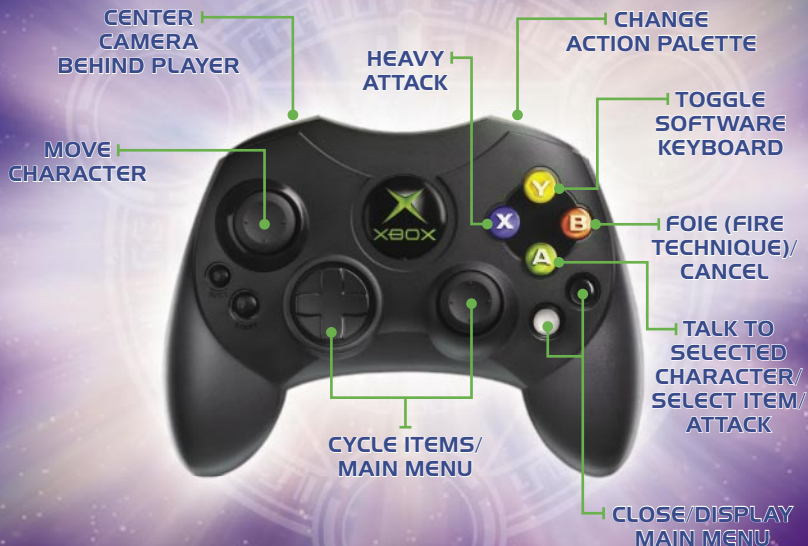 CENTER
CAMERA
BEHIND PLAYER
CHANGE
ACTION PALETTE
HEAVY
ATTACK
TOGGLE
SOFTWARE
KEYBOARD
MOVE
CHARACTER
Y
X
B
A
XBOX
FOIE (FIRE
TECHNIQUE)/
CANCEL
TALK TO
SELECTED
CHARACTER/
SELECT ITEM/
ATTACK
CYCLE ITEMS/
MAIN MENU
CLOSE/DISPLAY
MAIN MENU